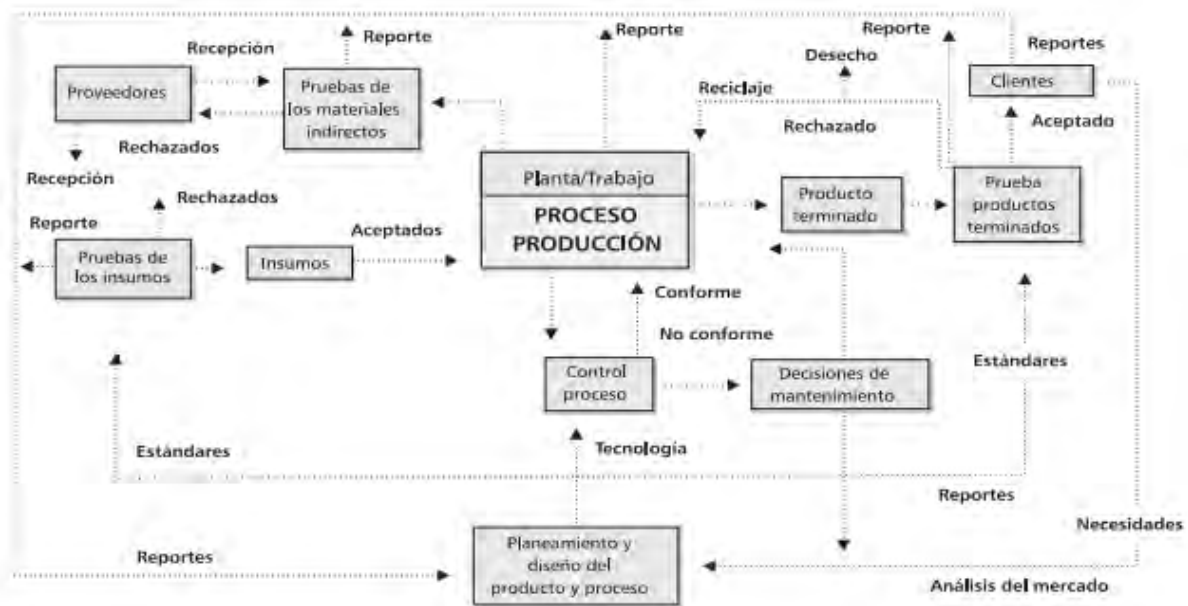 Reporte
Reporte
Reporte
Reportes
Recepción
Desecho
Proveedores
Pruebas de
los materiales
indirectos
Reciclaje
Clientes
Rechazado
Aceptado
Rechazados
Recepción
Planta/Trabajo
PROCESO
PRODUCCIÓN
Producto
terminado
Prueba
productos
terminados
Rechazados
Reporte
Aceptados
Pruebas de
los insumos
Insumos
Conforme
No conforme
Control
proceso
Decisiones de
mantenimiento
Estándares
Estándares
Tecnología
Reportes
Necesidades
Reportes
Planeamiento y
diseño del
producto y proceso
Análisis del mercado